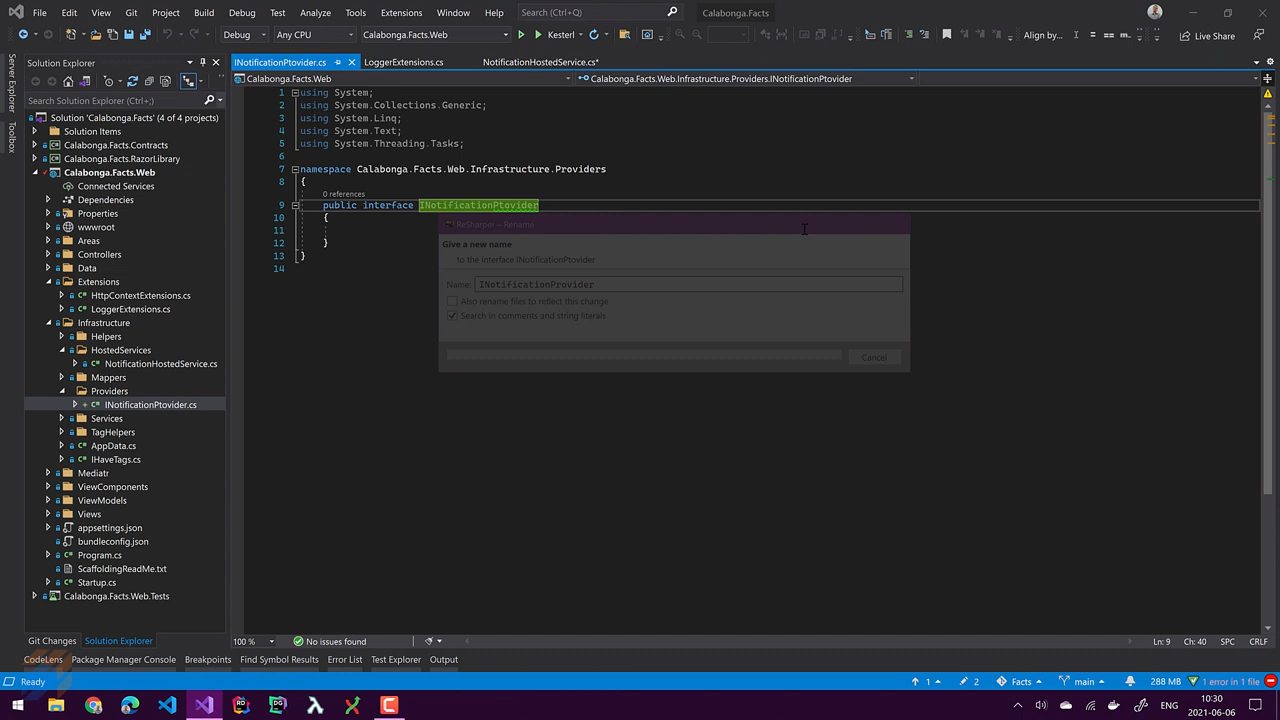 File Edit View Git Project Build Debug Test Analyze Tools Extensions Window Help Search (Ctrl+Q) Calabonga.Facts
Debug Any CPU Calabonga.Facts.Web Kestrel Align by... Live Share
Server Explorer
Toolbox
Solution Explorer
Search Solution Explorer (Ctrl+;)
Solution 'Calabonga.Facts' (4 of 4 projects)
Solution Items
Calabonga.Facts.Contracts
Calabonga.Facts.RazorLibrary
Calabonga.Facts.Web
Connected Services
Dependencies
Properties
wwwroot
Areas
Controllers
Data
Extensions
HttpContextExtensions.cs
LoggerExtensions.cs
Infrastructure
Helpers
HostedServices
NotificationHostedService.cs
Mappers
Providers
INotificationPtovider.cs
Services
TagHelpers
AppData.cs
IHaveTags.cs
Mediatr
ViewComponents
ViewModels
Views
appsettings.json
bundleconfig.json
Program.cs
ScaffoldingReadMe.txt
Startup.cs
Calabonga.Facts.Web.Tests
Git Changes Solution Explorer
INotificationPtovider.cs LoggerExtensions.cs NotificationHostedService.cs*
Calabonga.Facts.Web Calabonga.Facts.Web.Infrastructure.Providers.INotificationPtovider
1 using System;
2 using System.Collections.Generic;
3 using System.Linq;
4 using System.Text;
5 using System.Threading.Tasks;
6
7 namespace Calabonga.Facts.Web.Infrastructure.Providers
8 {
0 references
9 public interface INotificationPtovider
10 {
11
12 }
13 }
14
ReSharper – Rename
Give a new name
to the interface INotificationProvider
Name: INotificationProvider
Also rename files to reflect this change
Search in comments and string literals
Cancel
100 % No issues found Ln: 9 Ch: 40 SPC CRLF
CodeLens Package Manager Console Breakpoints Find Symbol Results Error List Test Explorer Output
Ready 1 2 Facts main 288 MB 1 error in 1 file
RD DG ENG 10:30
2021-06-06